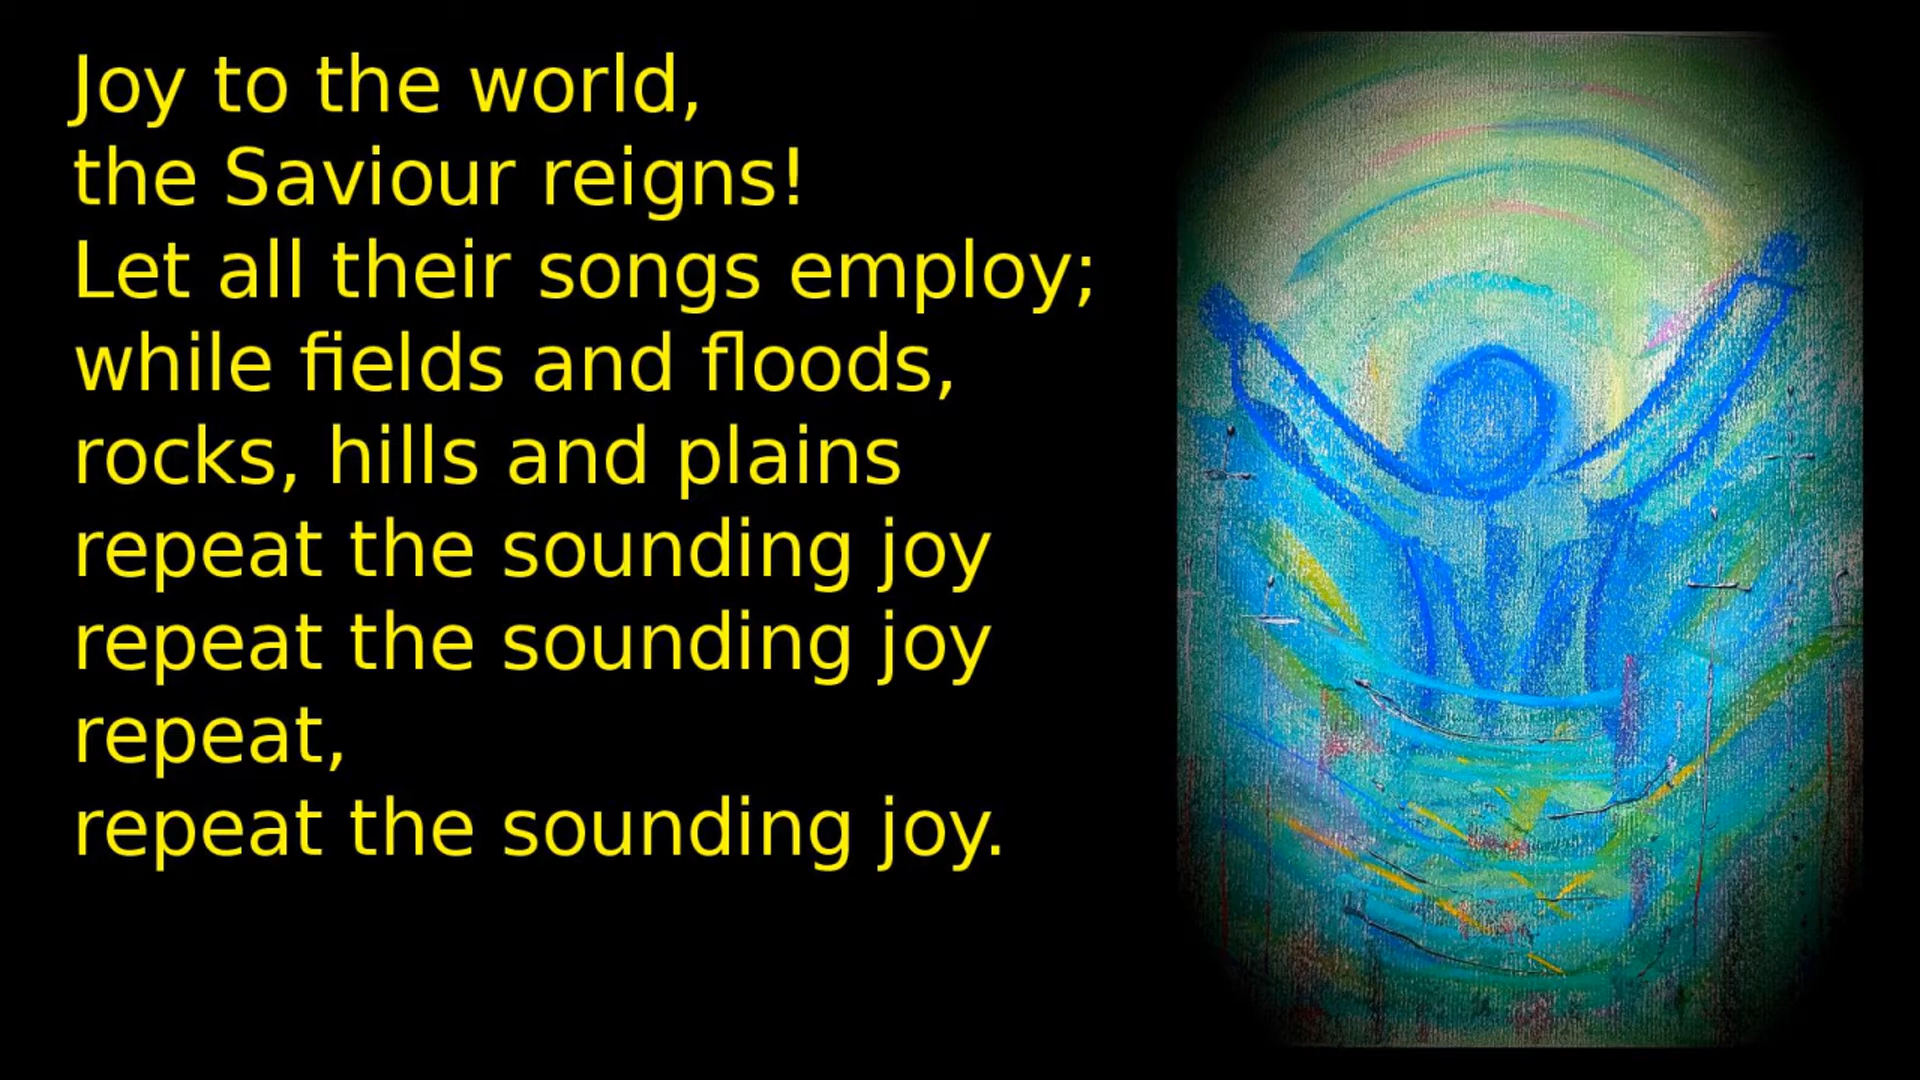 Joy to the world,
the Saviour reigns!
Let all their songs employ;
while fields and floods,
rocks, hills and plains
repeat the sounding joy
repeat the sounding joy
repeat,
repeat the sounding joy.